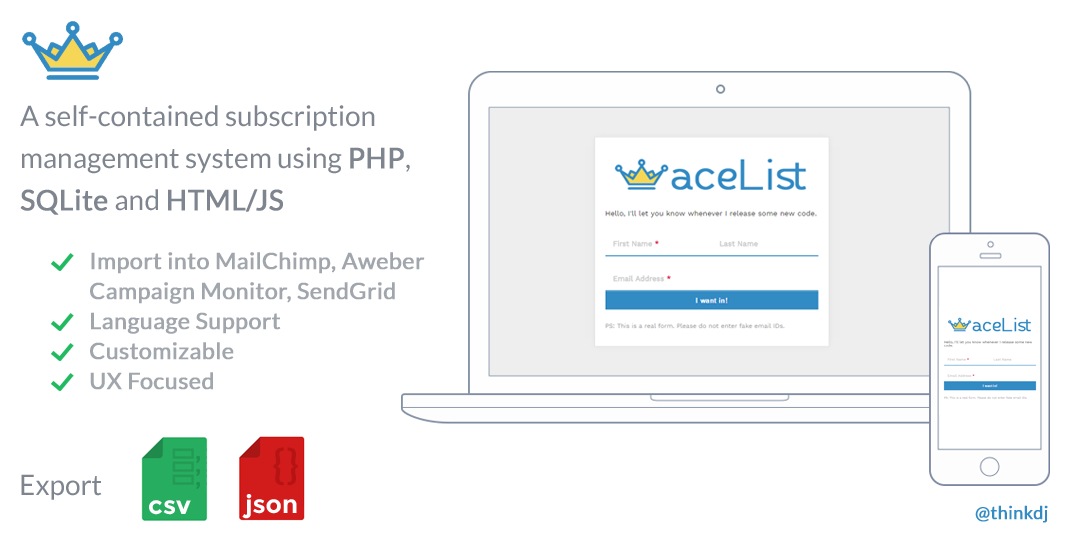 A self-contained subscription
management system using PHP,
SQLite and HTML/JS
Import into MailChimp, Aweber
Campaign Monitor, SendGrid
Language Support
Customizable
UX Focused
Export
csv
json
aceList
Hello, I'll let you know whenever I release some new code.
First Name * Last Name
Email Address *
I want in!
PS: This is a real form. Please do not enter fake email IDs.
aceList
Hello, I'll let you know whenever I release some new
code.
First Name * Last Name
Email Address *
I want in!
PS: This is a real form. Please do not enter fake email IDs.
@thinkdj